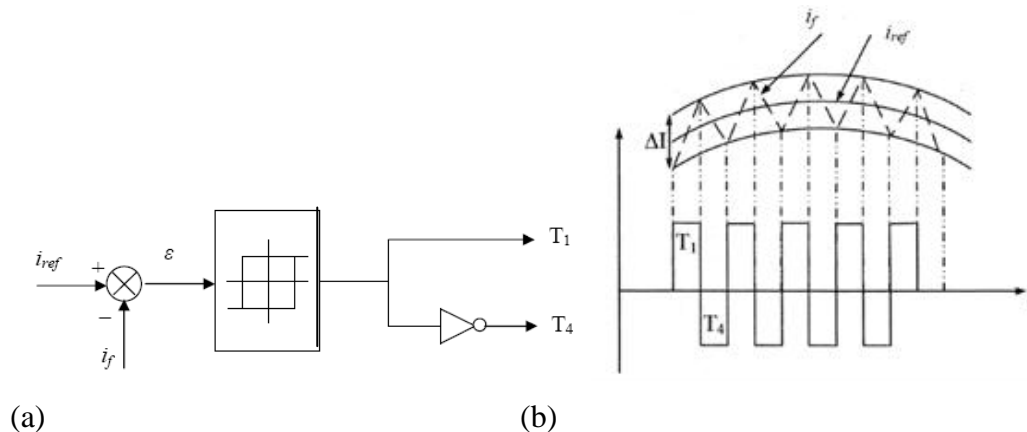 i_f
i_ref
ΔI
T₁
T₄
i_ref
+
ε
−
i_f
T₁
T₄
(a)
(b)